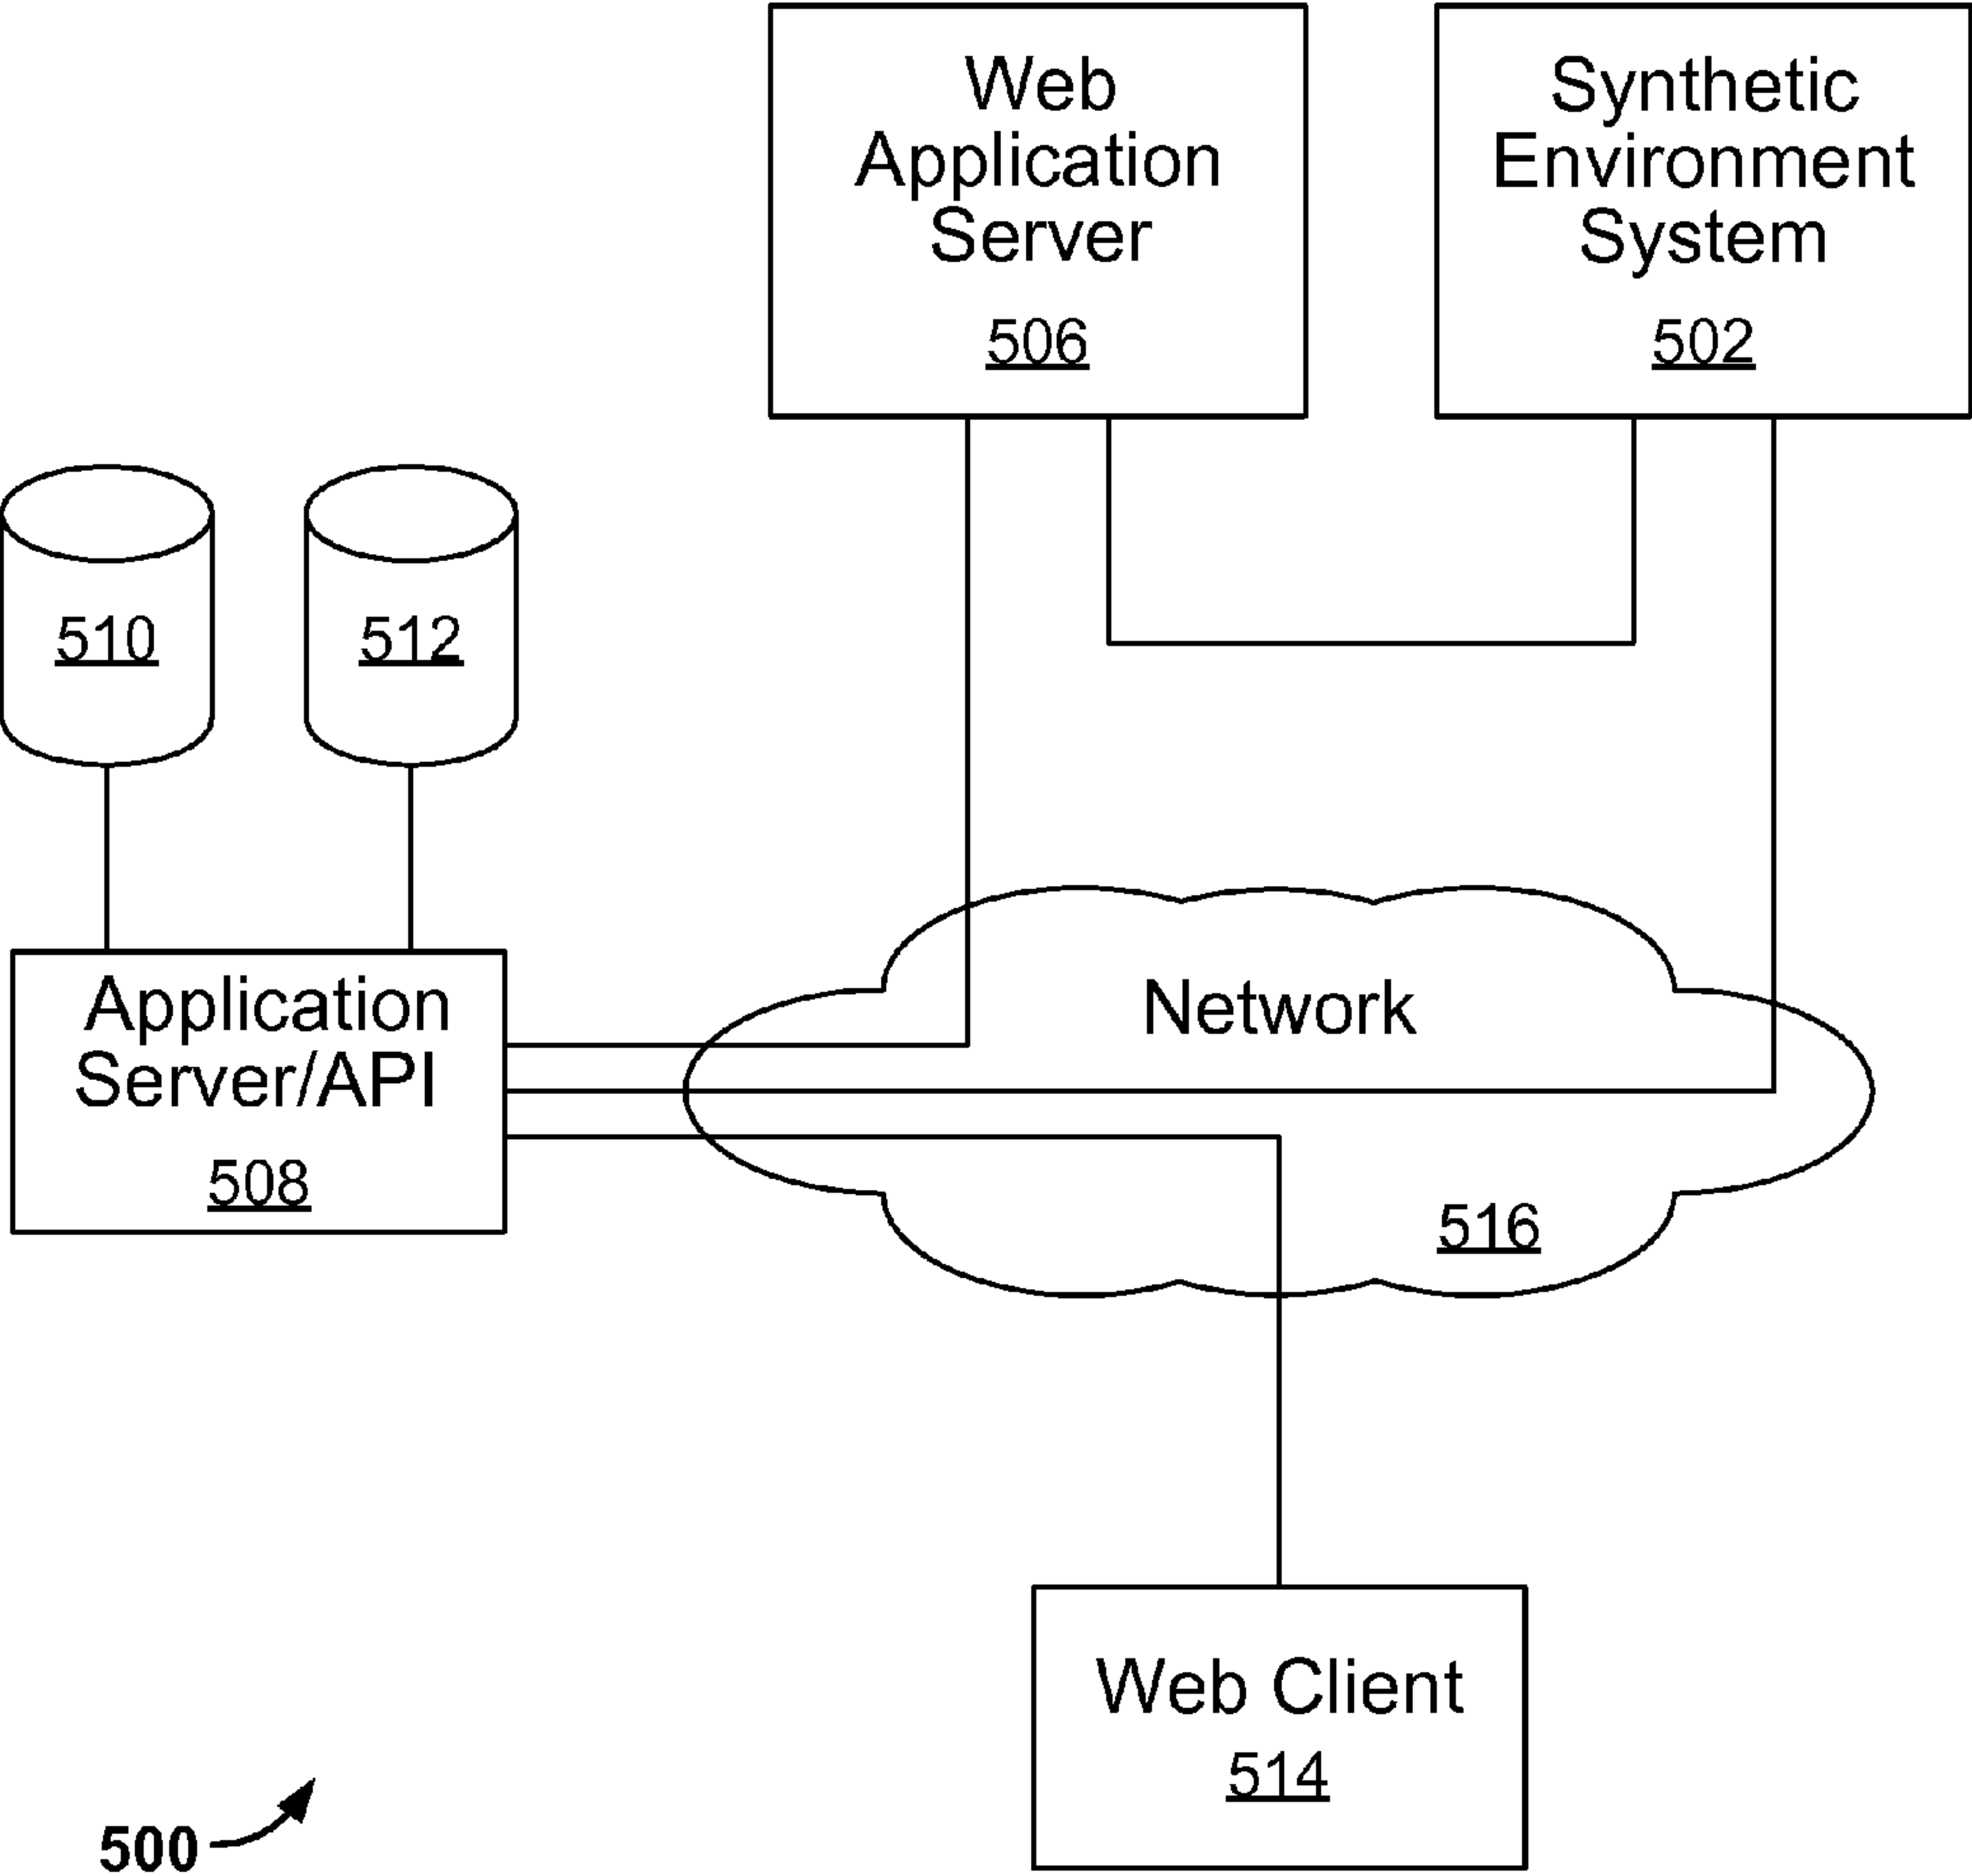 Web
Application
Server
506
Synthetic
Environment
System
502
510
512
Application
Server/API
508
Network
516
Web Client
514
500